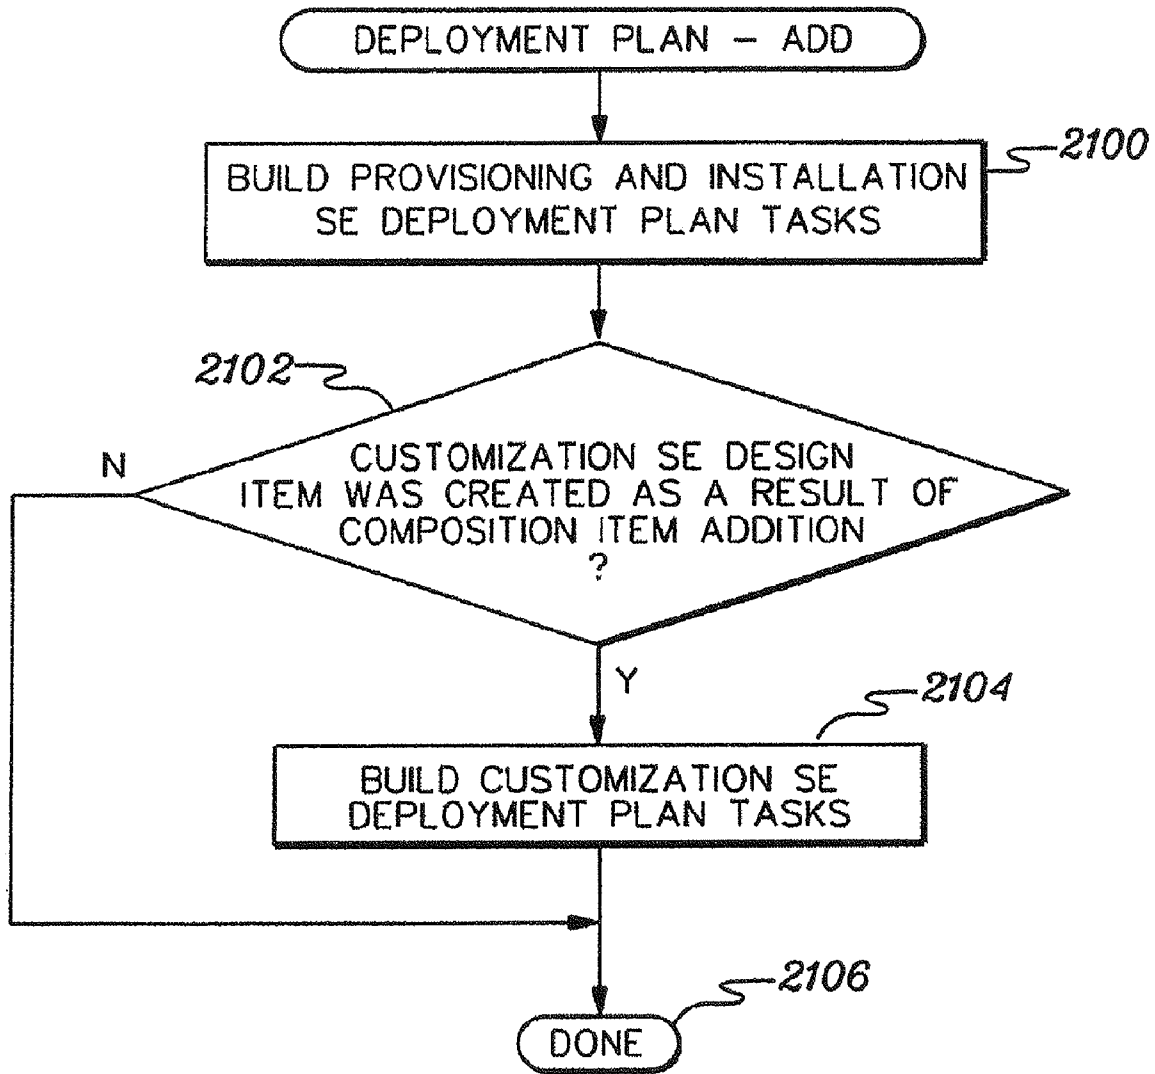 DEPLOYMENT PLAN – ADD
2100
BUILD PROVISIONING AND INSTALLATION
SE DEPLOYMENT PLAN TASKS
2102
N
CUSTOMIZATION SE DESIGN
ITEM WAS CREATED AS A RESULT OF
COMPOSITION ITEM ADDITION
?
Y
2104
BUILD CUSTOMIZATION SE
DEPLOYMENT PLAN TASKS
2106
DONE